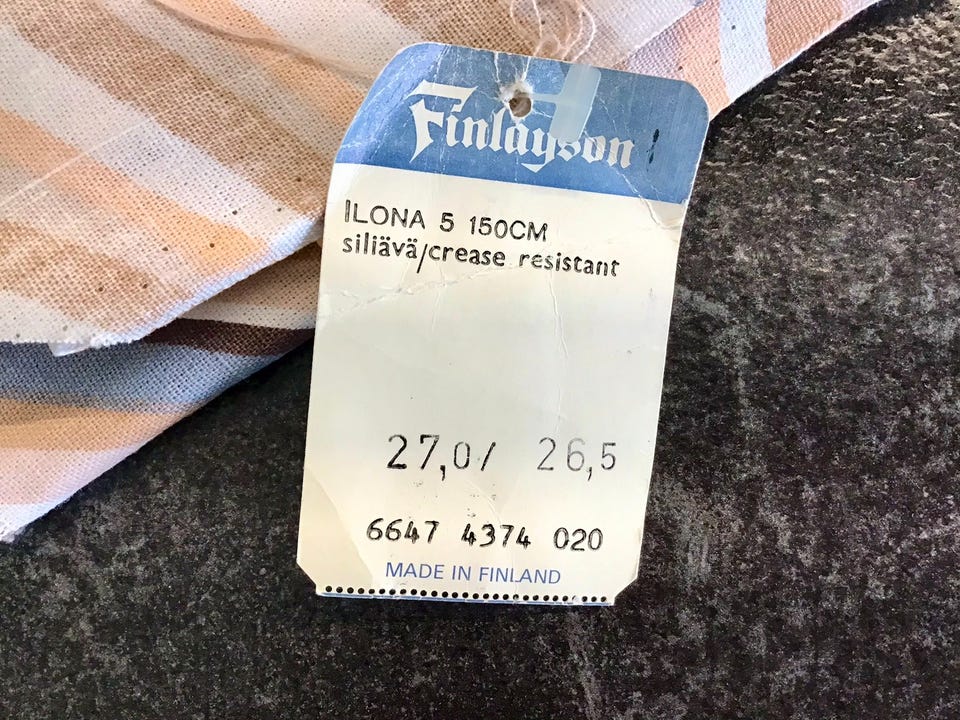 Finlayson
ILONA 5 150CM
siliävä/crease resistant
27,0/ 26,5
6647 4374 020
MADE IN FINLAND